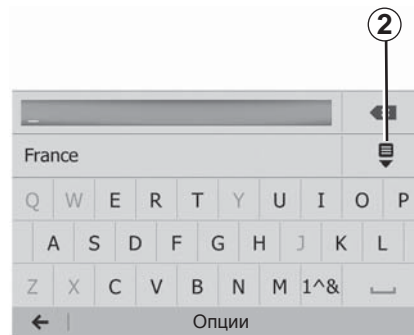 2
_
France
Q W E R T Y U I O P
A S D F G H J K L
Z X C V B N M 1^&
Опции